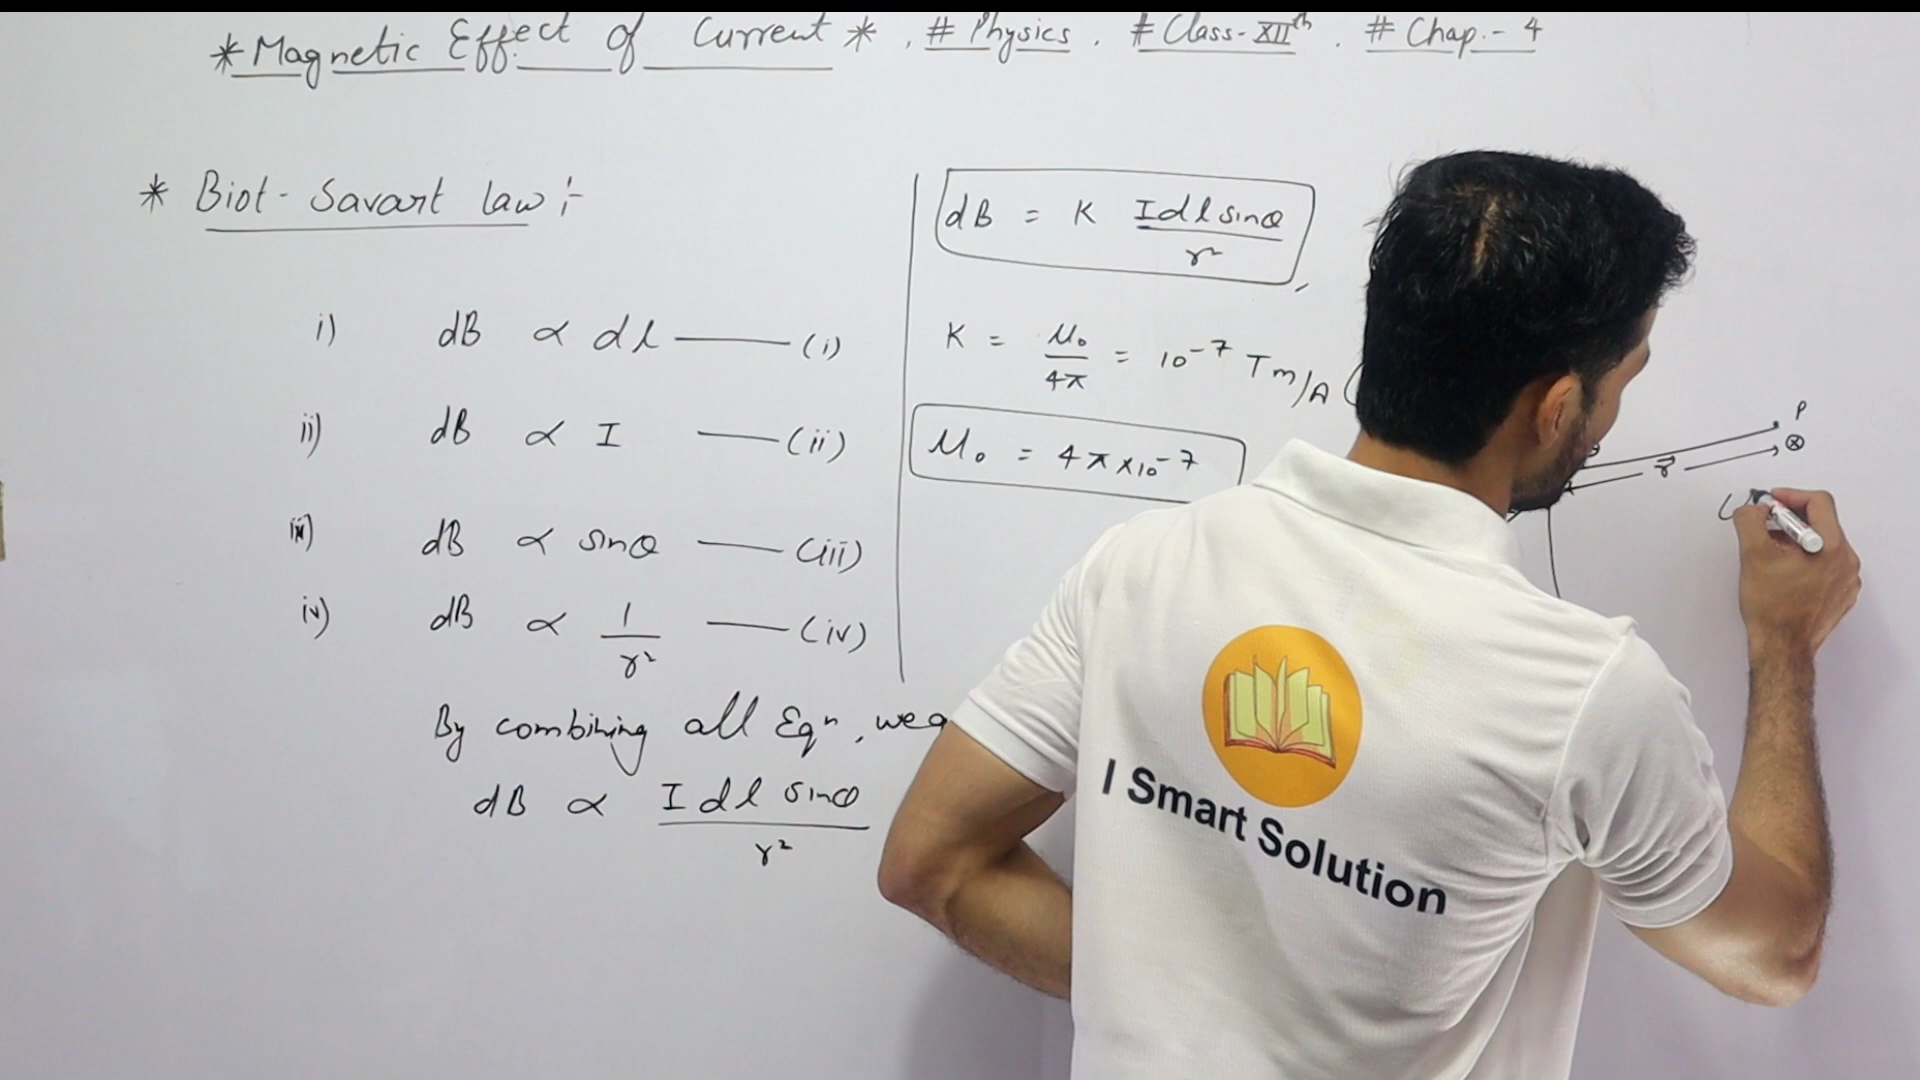 * Magnetic Effect of Current * . # Physics . # Class-XIIth . # Chap.- 4
* Biot-Savart law :-
i) dB ∝ dl ——— (i)
ii) dB ∝ I ——— (ii)
iii) dB ∝ sinθ ——— (iii)
iv) dB ∝ 1/r² ——— (iv)
By combining all Eqn, we
dB ∝ I dl sinθ / r²
dB = K Idl sinθ / r²
K = μ₀/4π = 10⁻⁷ Tm/A (
μ₀ = 4π×10⁻⁷
P
⊗
r⃗
I Smart Solution